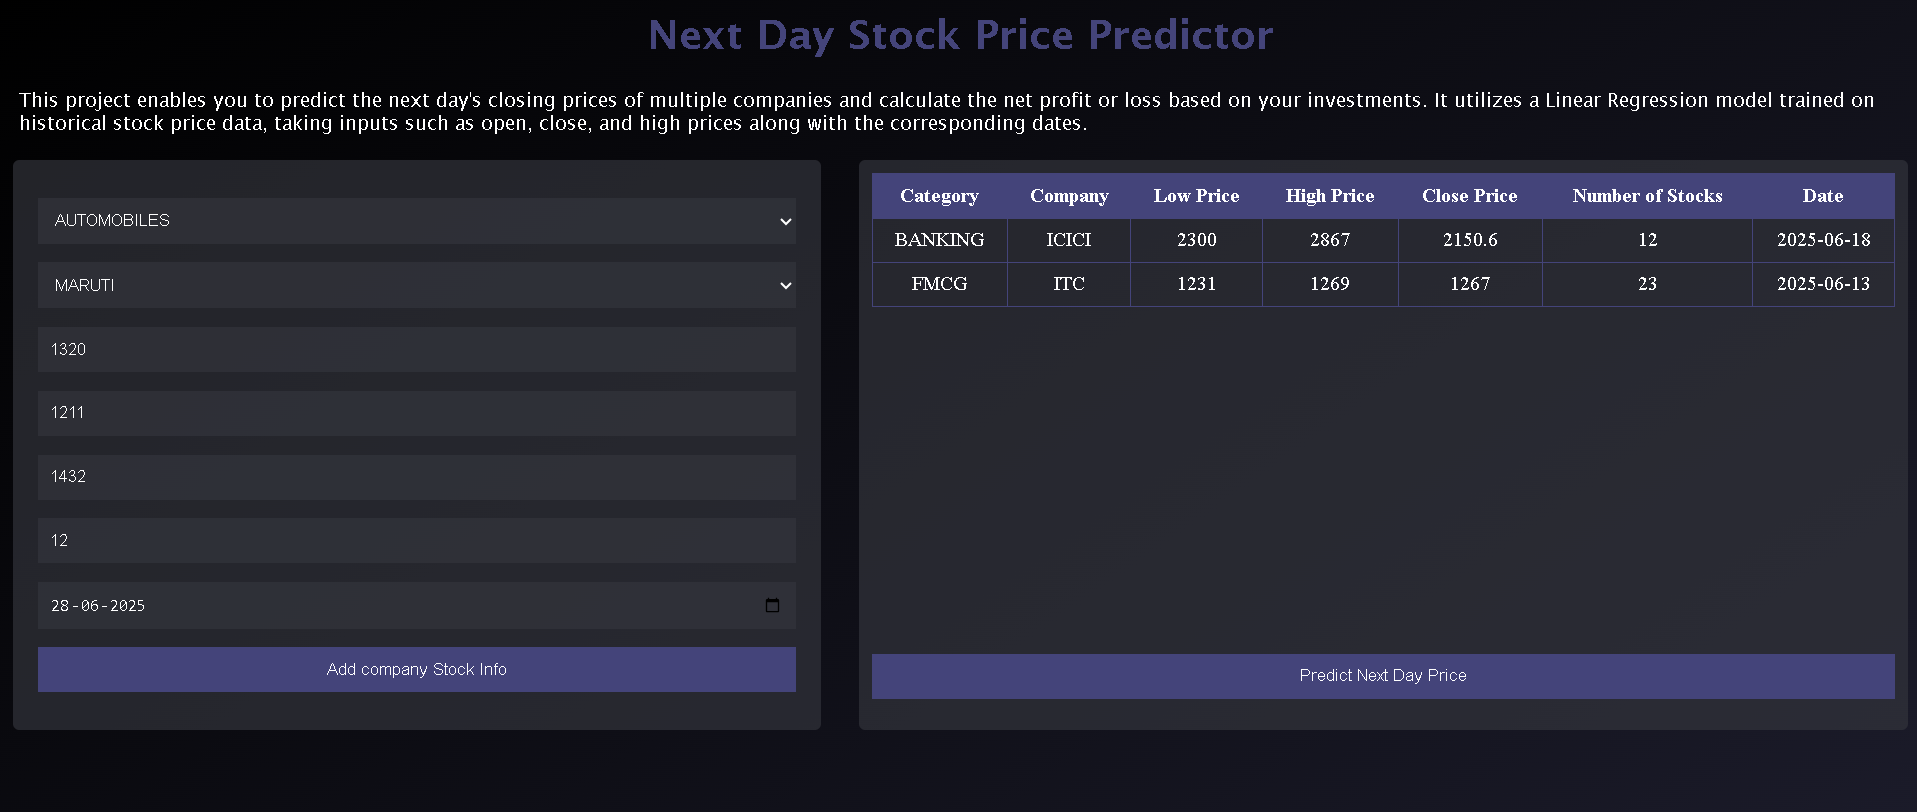 Next Day Stock Price Predictor
This project enables you to predict the next day's closing prices of multiple companies and calculate the net profit or loss based on your investments. It utilizes a Linear Regression model trained on
historical stock price data, taking inputs such as open, close, and high prices along with the corresponding dates.
AUTOMOBILES
MARUTI
1320
1211
1432
12
28-06-2025
Add company Stock Info
Category Company Low Price High Price Close Price Number of Stocks Date
BANKING ICICI 2300 2867 2150.6 12 2025-06-18
FMCG ITC 1231 1269 1267 23 2025-06-13
Predict Next Day Price